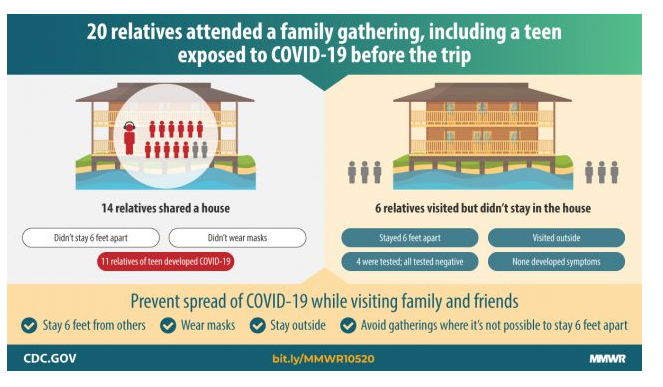 20 relatives attended a family gathering, including a teen
exposed to COVID-19 before the trip
14 relatives shared a house
Didn't stay 6 feet apart
Didn't wear masks
11 relatives of teen developed COVID-19
6 relatives visited but didn't stay in the house
Stayed 6 feet apart
Visited outside
4 were tested; all tested negative
None developed symptoms
Prevent spread of COVID-19 while visiting family and friends
Stay 6 feet from others
Wear masks
Stay outside
Avoid gatherings where it's not possible to stay 6 feet apart
CDC.GOV
bit.ly/MMWR10520
MMWR